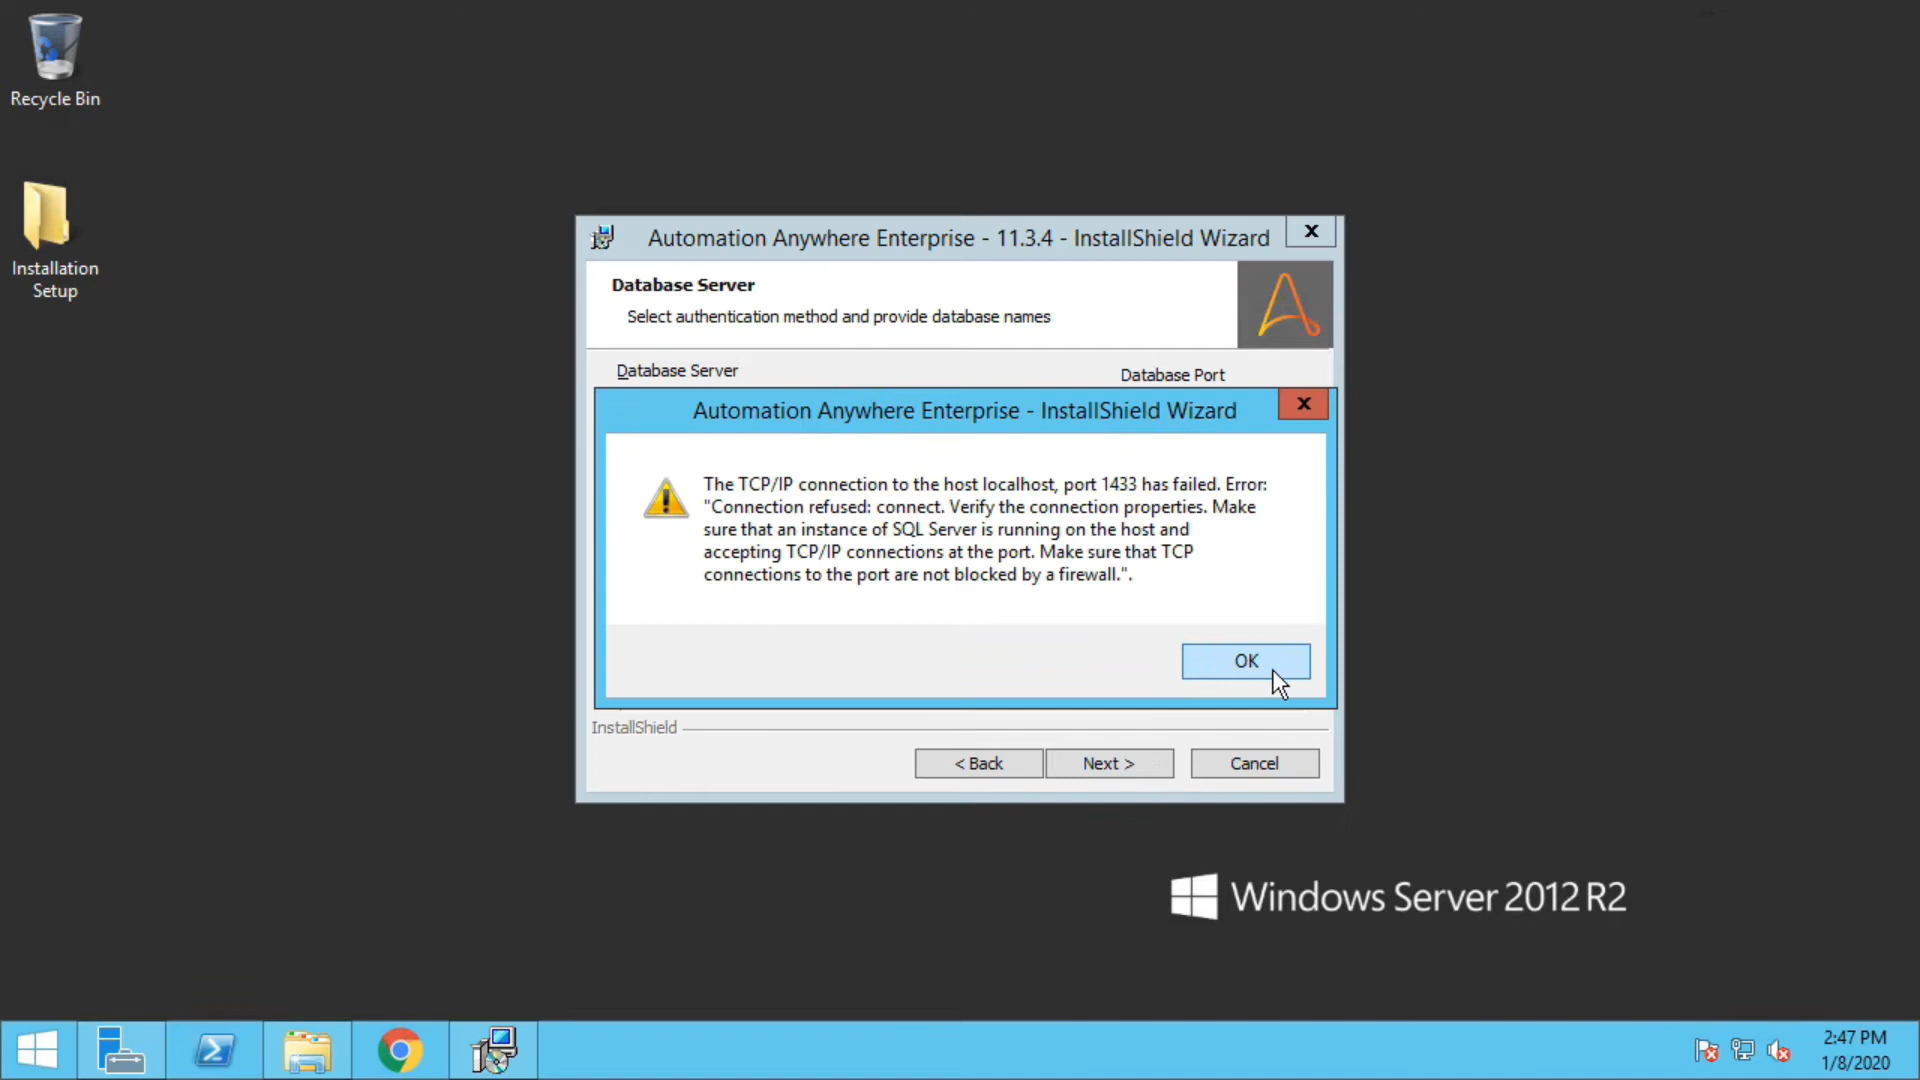 Recycle Bin
Installation
Setup
Automation Anywhere Enterprise - 11.3.4 - InstallShield Wizard
X
Database Server
Select authentication method and provide database names
Database Server
Database Port
Automation Anywhere Enterprise - InstallShield Wizard
X
The TCP/IP connection to the host localhost, port 1433 has failed. Error:
"Connection refused: connect. Verify the connection properties. Make
sure that an instance of SQL Server is running on the host and
accepting TCP/IP connections at the port. Make sure that TCP
connections to the port are not blocked by a firewall.".
OK
InstallShield
< Back
Next >
Cancel
Windows Server 2012 R2
2:47 PM
1/8/2020